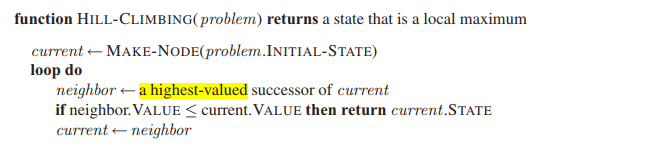 function HILL-CLIMBING(problem) returns a state that is a local maximum
current ← MAKE-NODE(problem.INITIAL-STATE)
loop do
neighbor ← a highest-valued successor of current
if neighbor.VALUE ≤ current.VALUE then return current.STATE
current ← neighbor